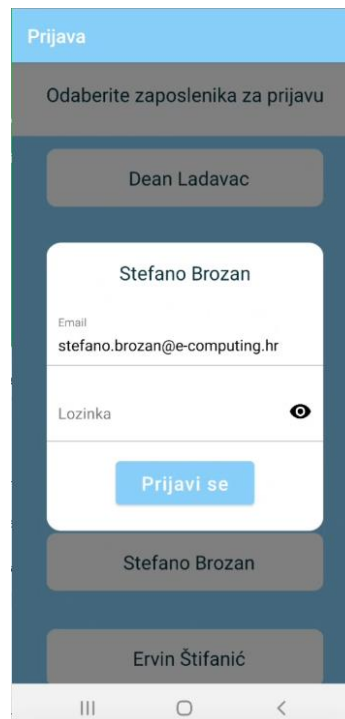 Prijava
Odaberite zaposlenika za prijavu
Dean Ladavac
Stefano Brozan
Email
stefano.brozan@e-computing.hr
Lozinka
Prijavi se
Stefano Brozan
Ervin Štifanić